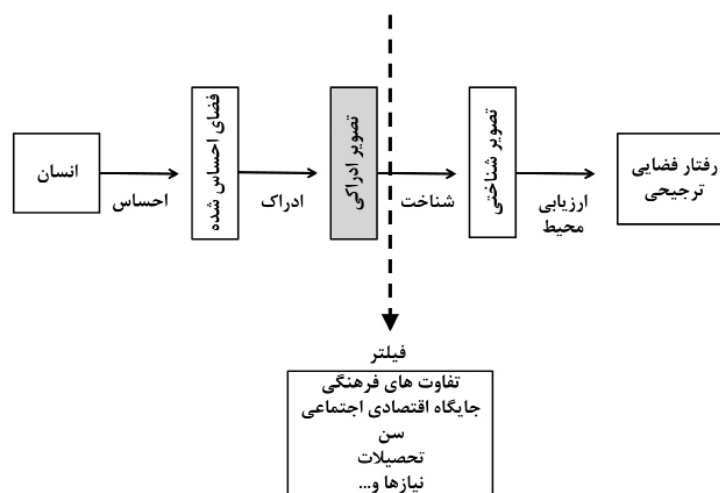 انسان
احساس
فضای احساس شده
ادراک
تصویر ادراکی
شناخت
تصویر شناختی
ارزیابی
محیط
رفتار فضایی
ترجیحی
فیلتر
تفاوت های فرهنگی
جایگاه اقتصادی اجتماعی
سن
تحصیلات
نیازها و...